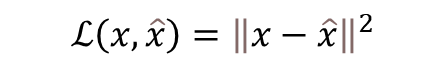 ℒ(x, x̂) = ‖x − x̂‖²